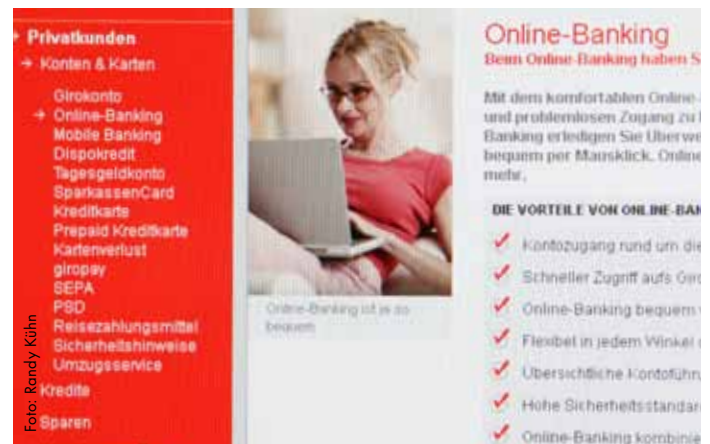 Privatkunden
Konten & Karten
Girokonto
Online-Banking
Mobile Banking
Dispokredit
Tagesgeldkonto
SparkassenCard
Kreditkarte
Prepaid Kreditkarte
Kartenverlust
giropay
SEPA
PSD
Reisezahlungsmittel
Sicherheitshinweise
Umzugsservice
Kredite
Sparen
Foto: Randy Kühn
Online-Banking ist ja so
bequem
Online-Banking
Beim Online-Banking haben S
Mit dem komfortablen Online-
und problemlosen Zugang zu
Banking erledigen Sie Überwe
bequem per Mausklick. Online
mehr.
DIE VORTEILE VON ONLINE-BAN
Kontozugang rund um die
Schneller Zugriff aufs Giro
Online-Banking bequem
Flexibel in jedem Winkel
Übersichtliche Kontoführu
Hohe Sicherheitsstandar
Online-Banking kombinie